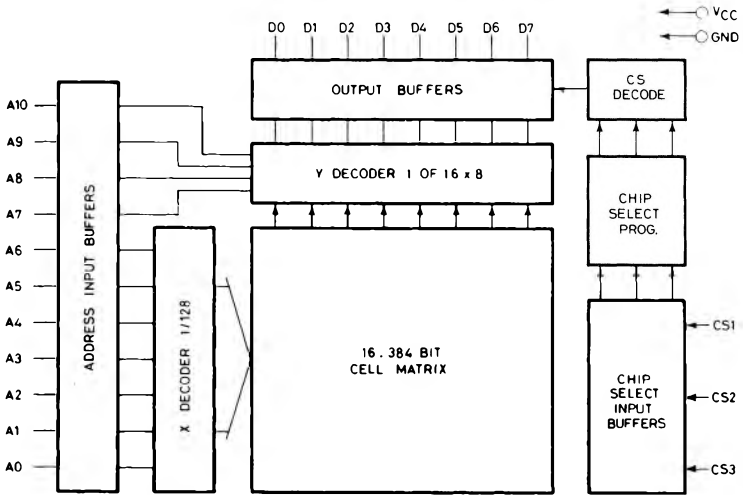 VCC
GND
D0 D1 D2 D3 D4 D5 D6 D7
OUTPUT BUFFERS
CS
DECODE
A10
A9
A8
A7
A6
A5
A4
A3
A2
A1
A0
ADDRESS INPUT BUFFERS
Y DECODER 1 OF 16 x 8
CHIP
SELECT
PROG.
X DECODER 1/128
16.384 BIT
CELL MATRIX
CHIP
SELECT
INPUT
BUFFERS
CS1
CS2
CS3